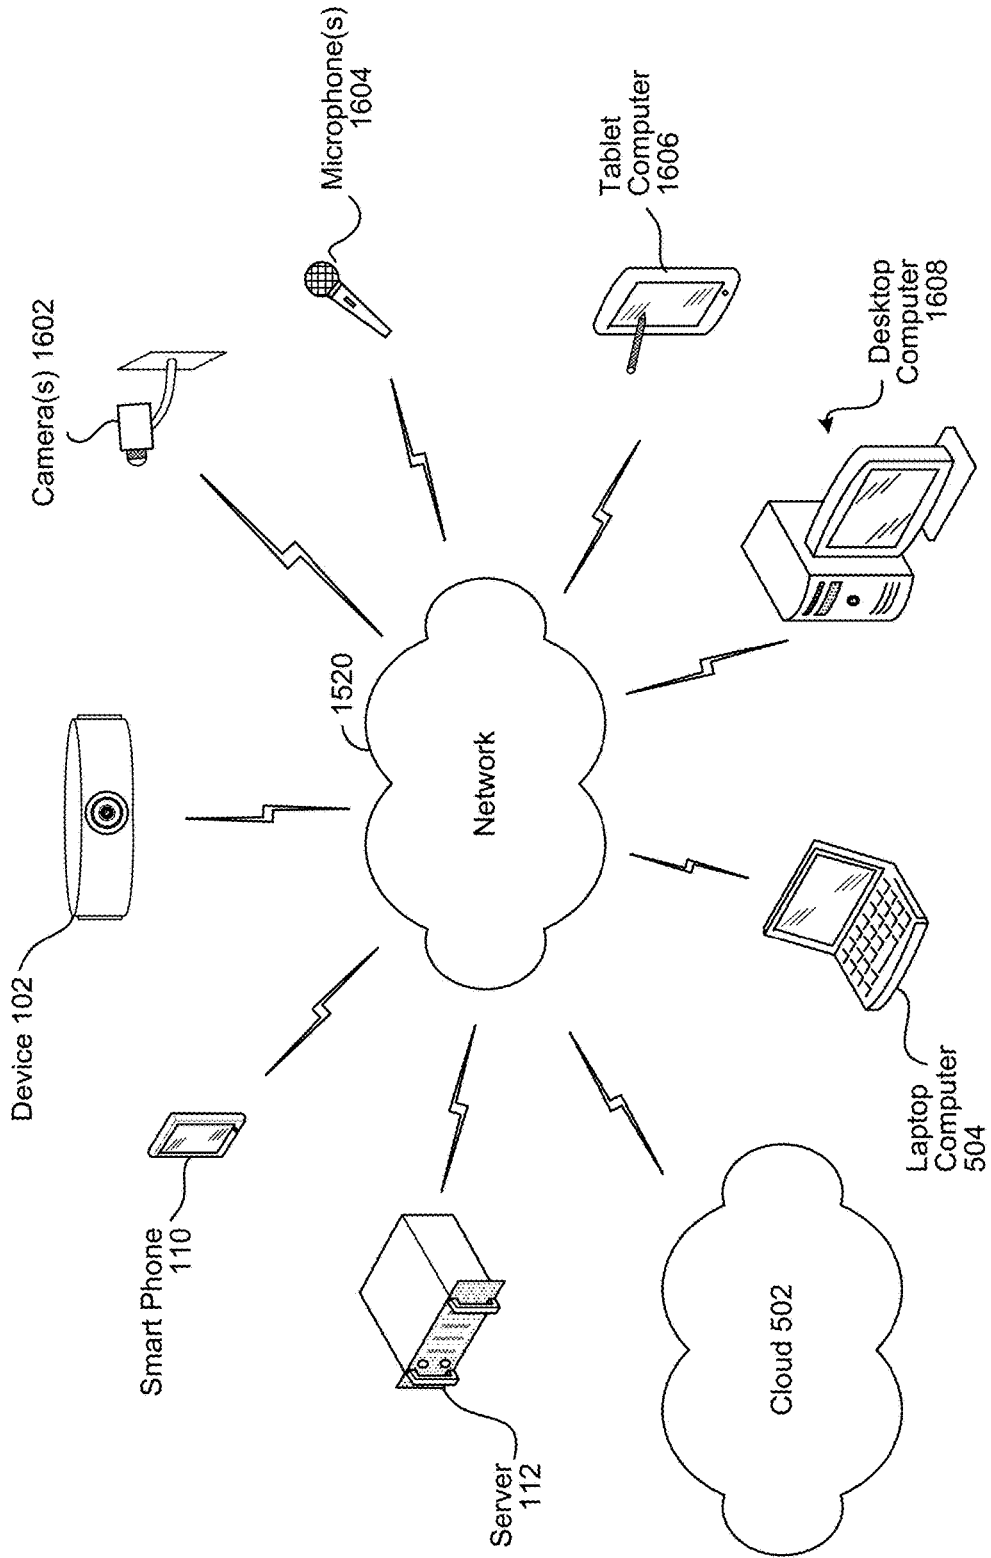 Device 102
Camera(s) 1602
Smart Phone
110
1520
Microphone(s)
1604
Server
112
Network
Tablet
Computer
1606
Cloud 502
Laptop
Computer
504
Desktop
Computer
1608